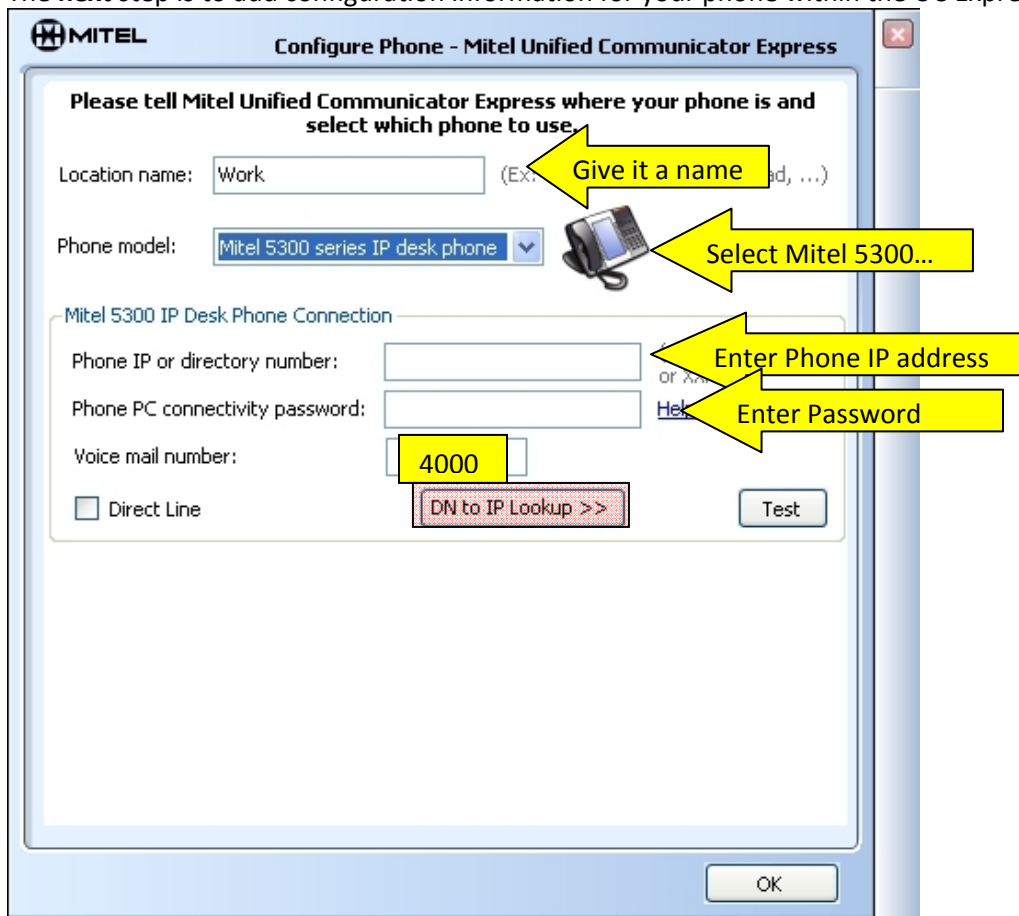 MITEL
Configure Phone - Mitel Unified Communicator Express
Please tell Mitel Unified Communicator Express where your phone is and
select which phone to use.
Location name: Work (Ex: Give it a name ad, ...)
Phone model: Mitel 5300 series IP desk phone Select Mitel 5300…
Mitel 5300 IP Desk Phone Connection
Phone IP or directory number: Enter Phone IP address
or
Phone PC connectivity password: Enter Password
Voice mail number: 4000
Direct Line DN to IP Lookup >> Test
OK